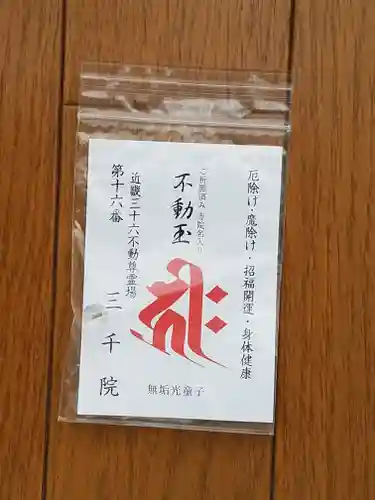 厄除け・魔除け・招福開運・身体健康
ご祈願済み 寺院名入り
不動玉
近畿三十六不動尊霊場
第十六番
三千院
無垢光童子